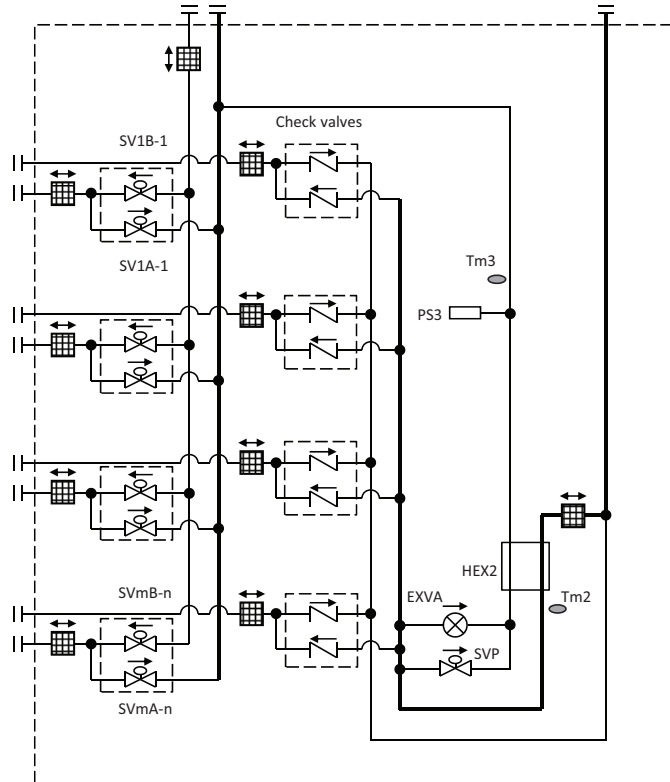 Check valves
SV1B-1
Tm3
SV1A-1
PS3
HEX2
SVmB-n
EXVA
Tm2
SVP
SVmA-n